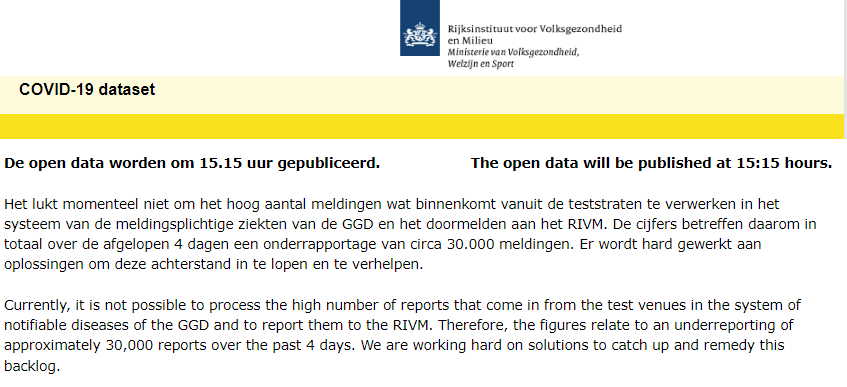 Rijksinstituut voor Volksgezondheid
en Milieu
Ministerie van Volksgezondheid,
Welzijn en Sport
COVID-19 dataset
De open data worden om 15.15 uur gepubliceerd. The open data will be published at 15:15 hours.
Het lukt momenteel niet om het hoog aantal meldingen wat binnenkomt vanuit de teststraten te verwerken in het
systeem van de meldingsplichtige ziekten van de GGD en het doormelden aan het RIVM. De cijfers betreffen daarom in
totaal over de afgelopen 4 dagen een onderrapportage van circa 30.000 meldingen. Er wordt hard gewerkt aan
oplossingen om deze achterstand in te lopen en te verhelpen.
Currently, it is not possible to process the high number of reports that come in from the test venues in the system of
notifiable diseases of the GGD and to report them to the RIVM. Therefore, the figures relate to an underreporting of
approximately 30,000 reports over the past 4 days. We are working hard on solutions to catch up and remedy this
backlog.